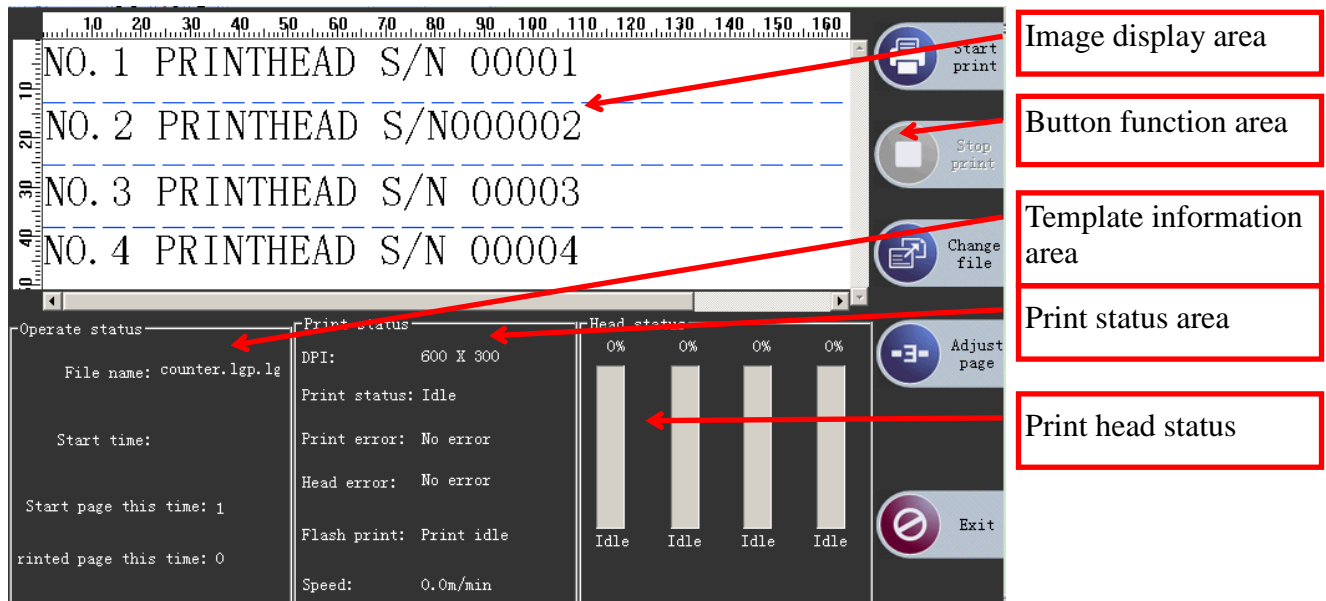 10 20 30 40 50 60 70 80 90 100 110 120 130 140 150 160
10
20
30
40
NO. 1 PRINTHEAD S/N 00001
NO. 2 PRINTHEAD S/N000002
NO. 3 PRINTHEAD S/N 00003
NO. 4 PRINTHEAD S/N 00004
Start
print
Stop
print
Change
file
Adjust
page
Exit
Operate status
File name: counter.lgp.lg
Start time:
Start page this time: 1
rinted page this time: 0
Print status
DPI: 600 X 300
Print status: Idle
Print error: No error
Head error: No error
Flash print: Print idle
Speed: 0.0m/min
Head status
0% 0% 0% 0%
Idle Idle Idle Idle
Image display area
Button function area
Template information
area
Print status area
Print head status